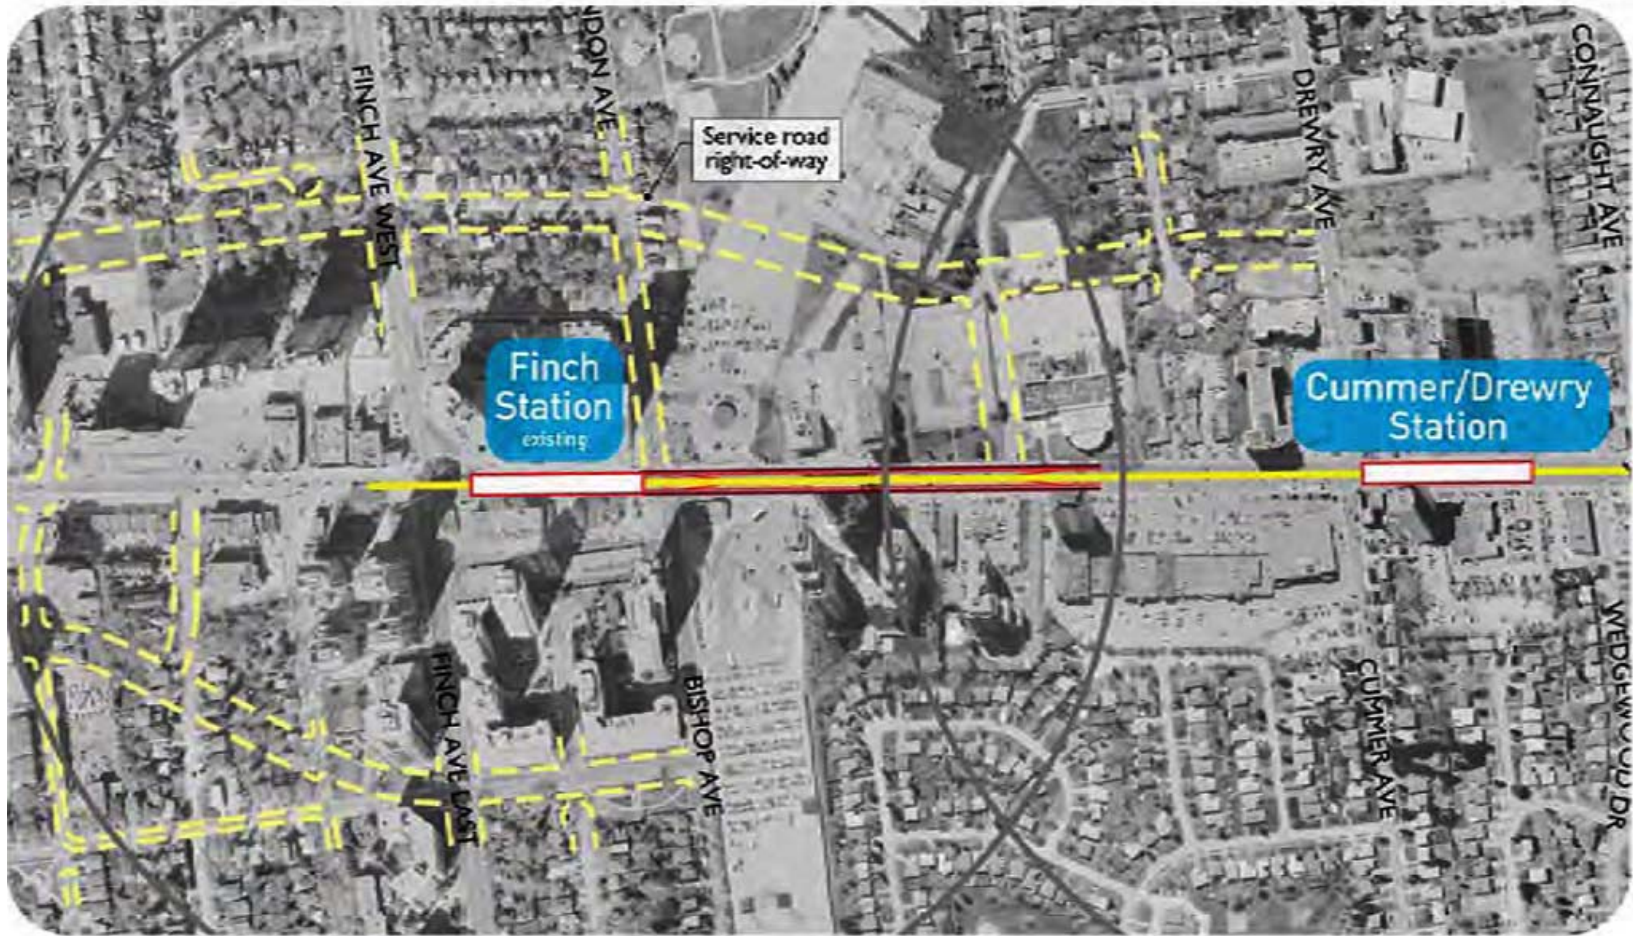 FINCH AVE WEST
NDON AVE
Service road
right-of-way
DREWRY AVE
CONNAUGHT AVE
Finch
Station
existing
Cummer/Drewry
Station
FINCH AVE EAST
BISHOP AVE
CUMMER AVE
WEDGEWOOD DR